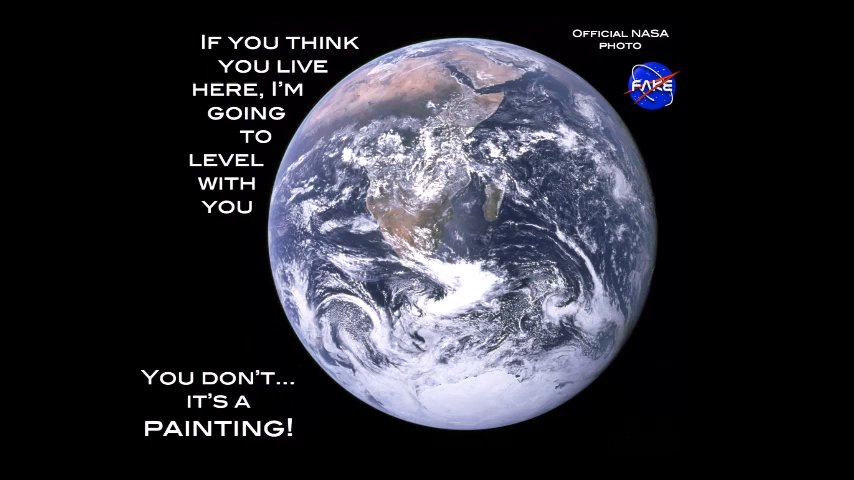 If you think
you live
here, I'm
going
to
level
with
you
Official NASA
photo
FAKE
You don't...
it's a
painting!